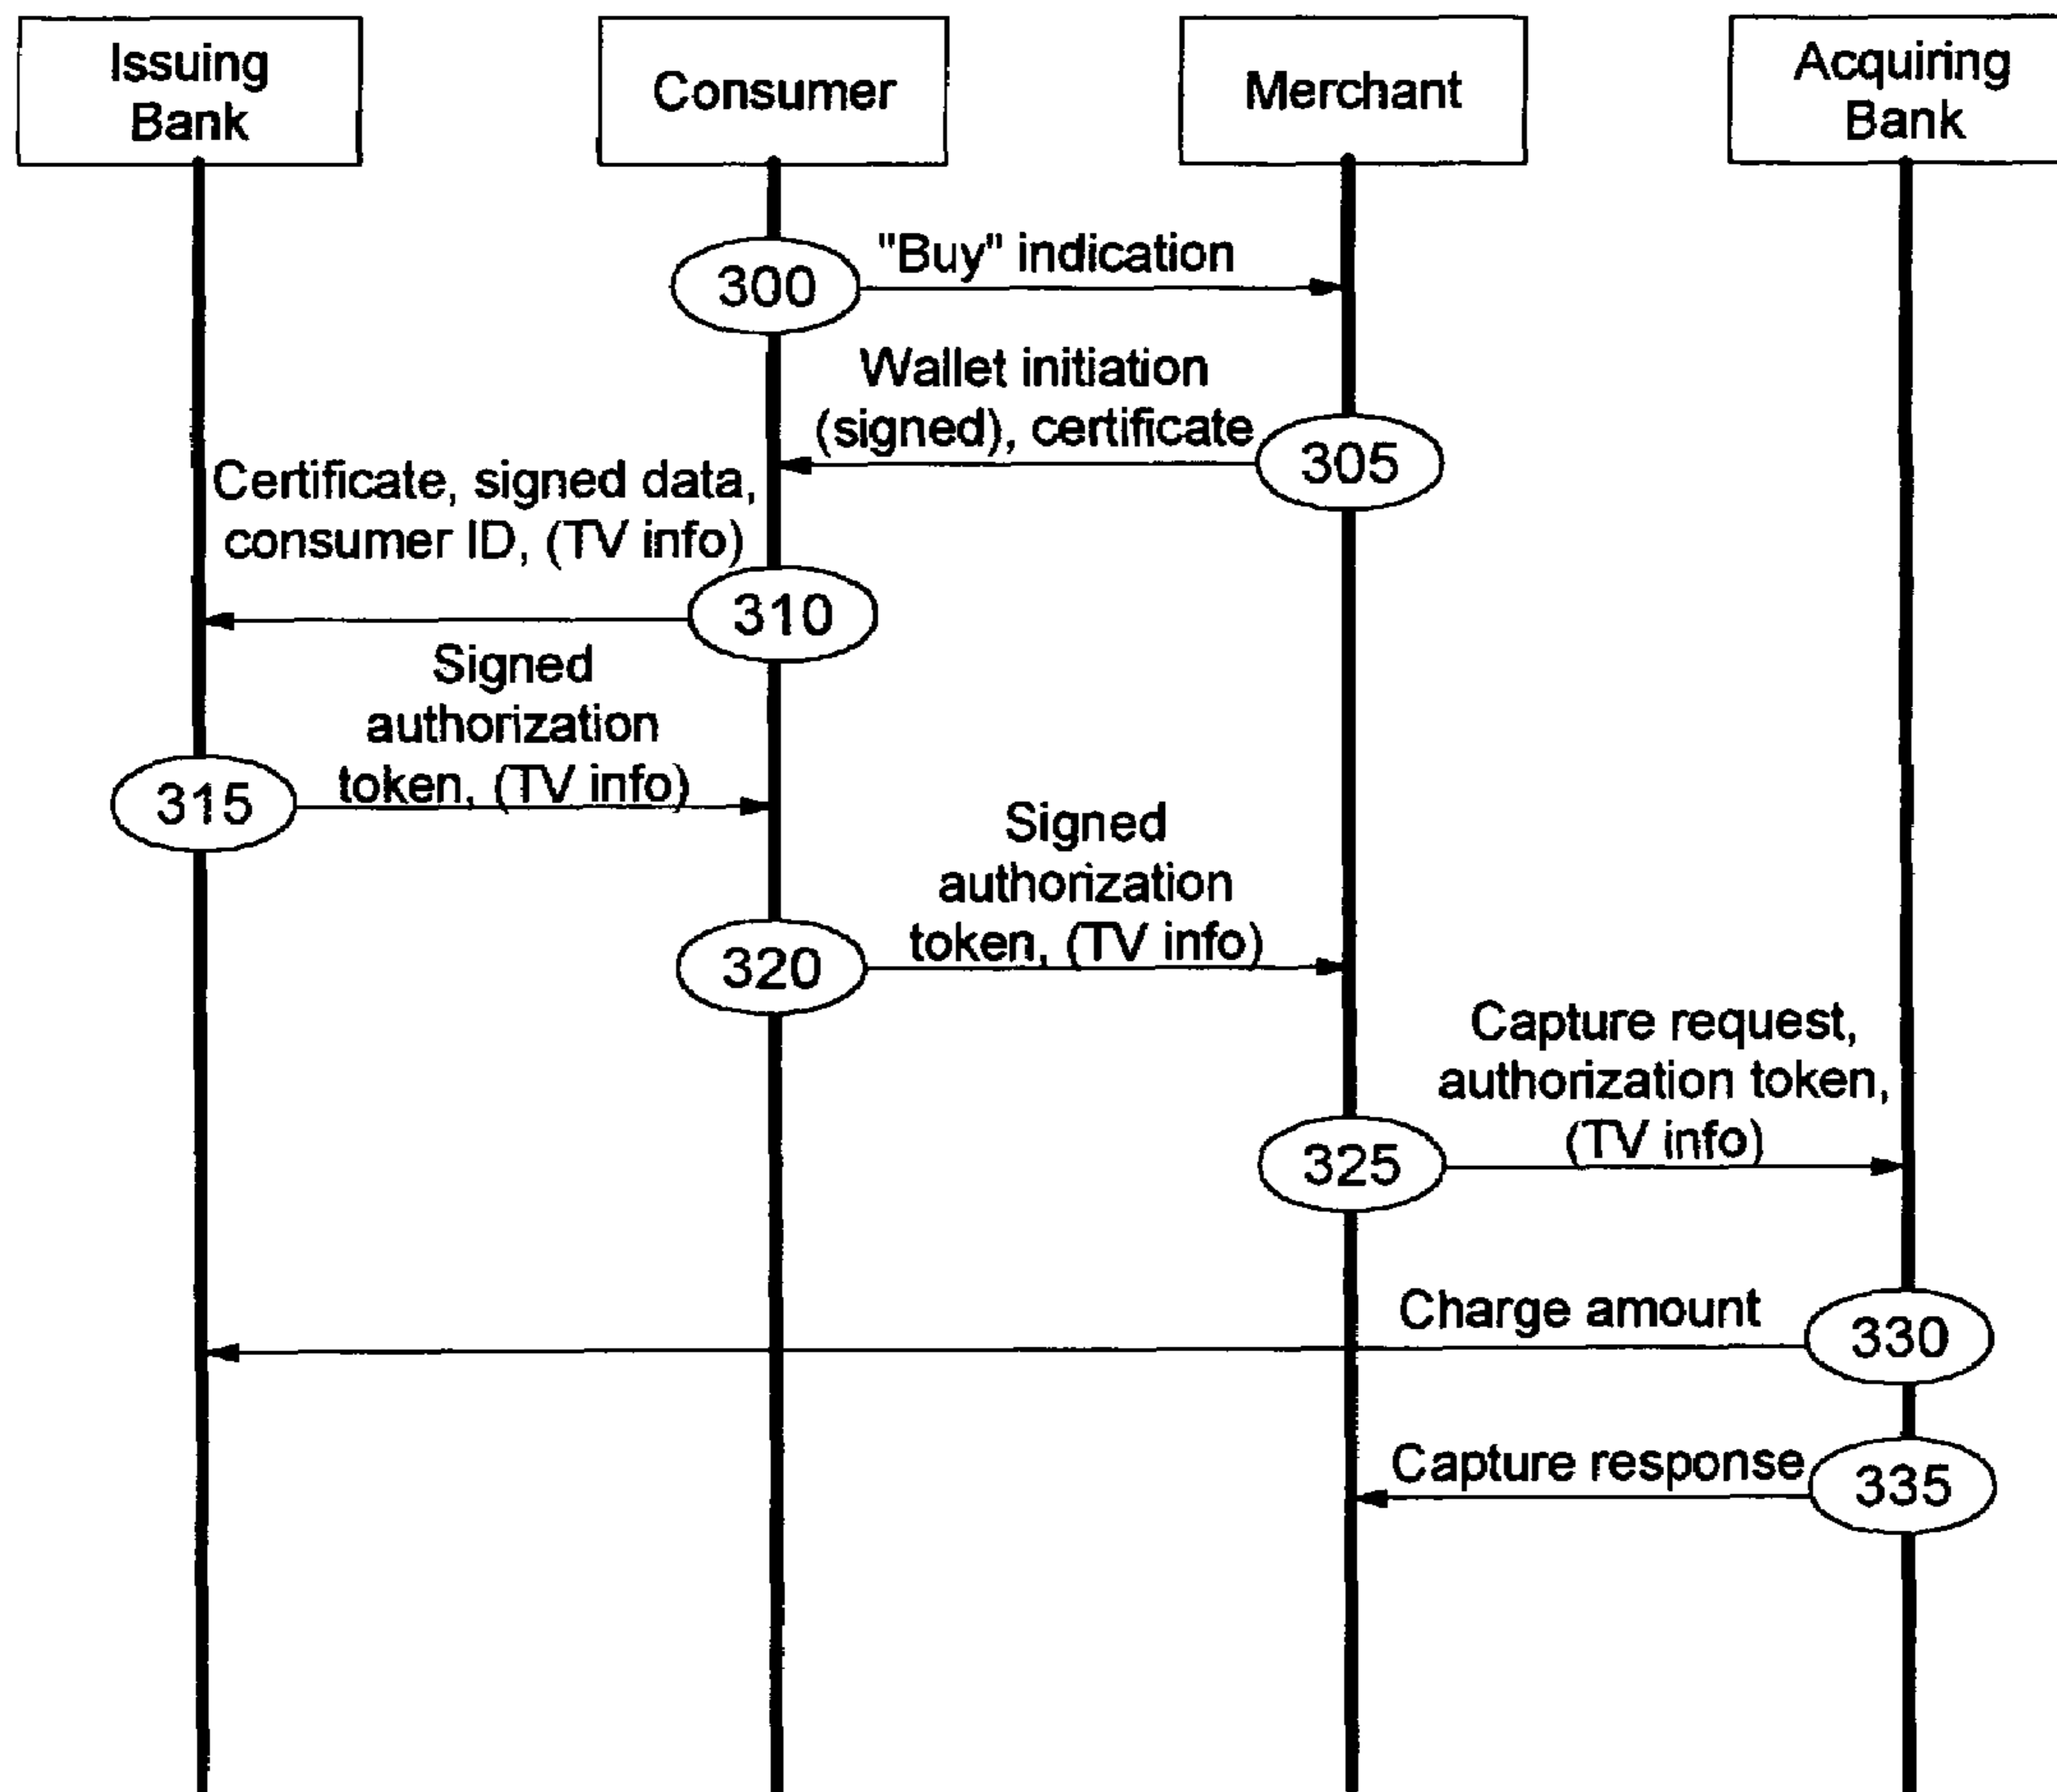 Issuing
Bank
Consumer
Merchant
Acquiring
Bank
300
"Buy" indication
Wallet initiation
(signed), certificate
305
Certificate, signed data,
consumer ID, (TV info)
310
Signed
authorization
token, (TV info)
315
Signed
authorization
token, (TV info)
320
Capture request,
authorization token,
(TV info)
325
Charge amount
330
Capture response
335